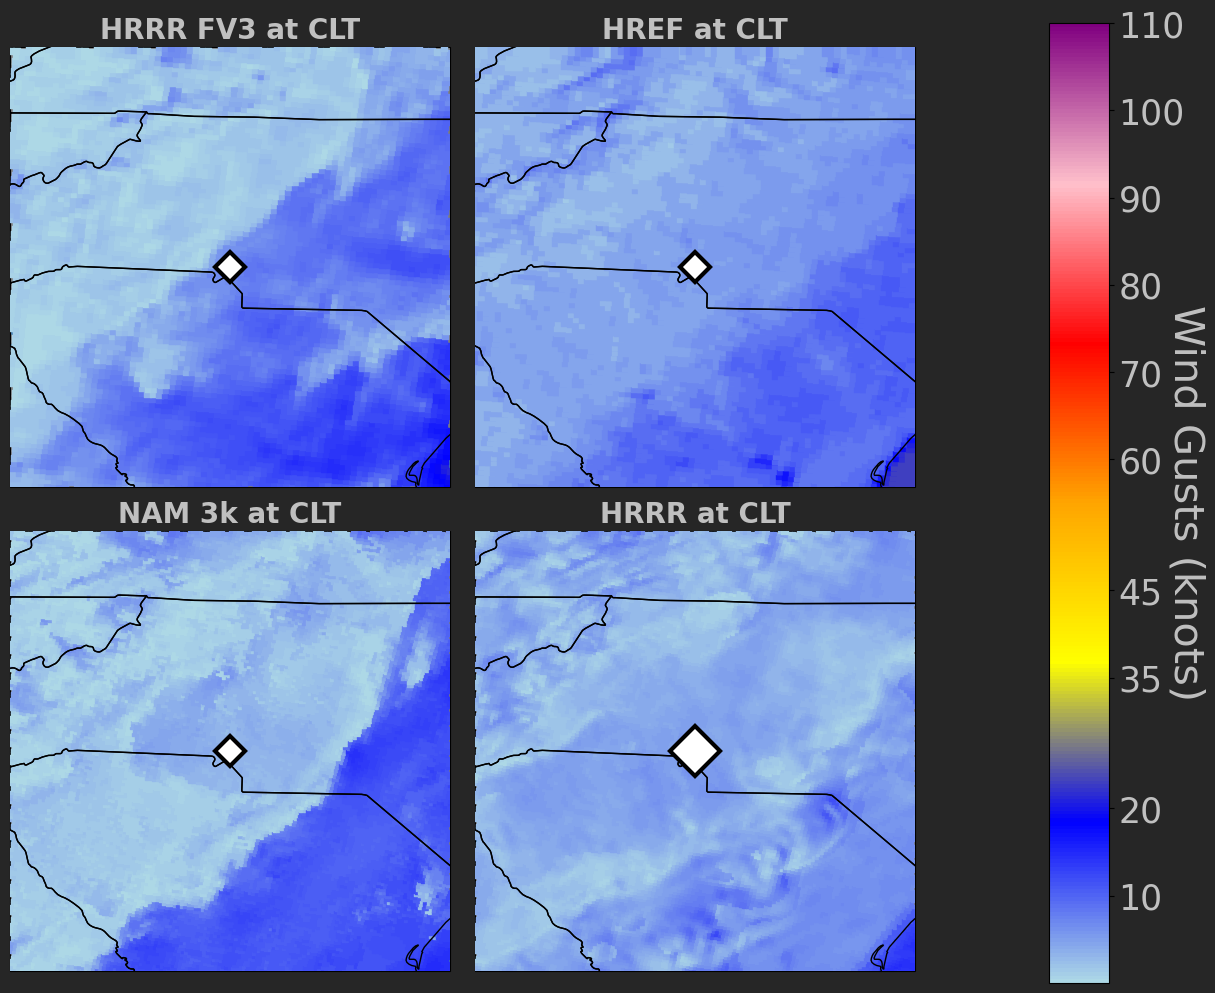 HRRR FV3 at CLT
HREF at CLT
NAM 3k at CLT
HRRR at CLT
110
100
90
80
70
60
45
35
20
10
Wind Gusts (knots)